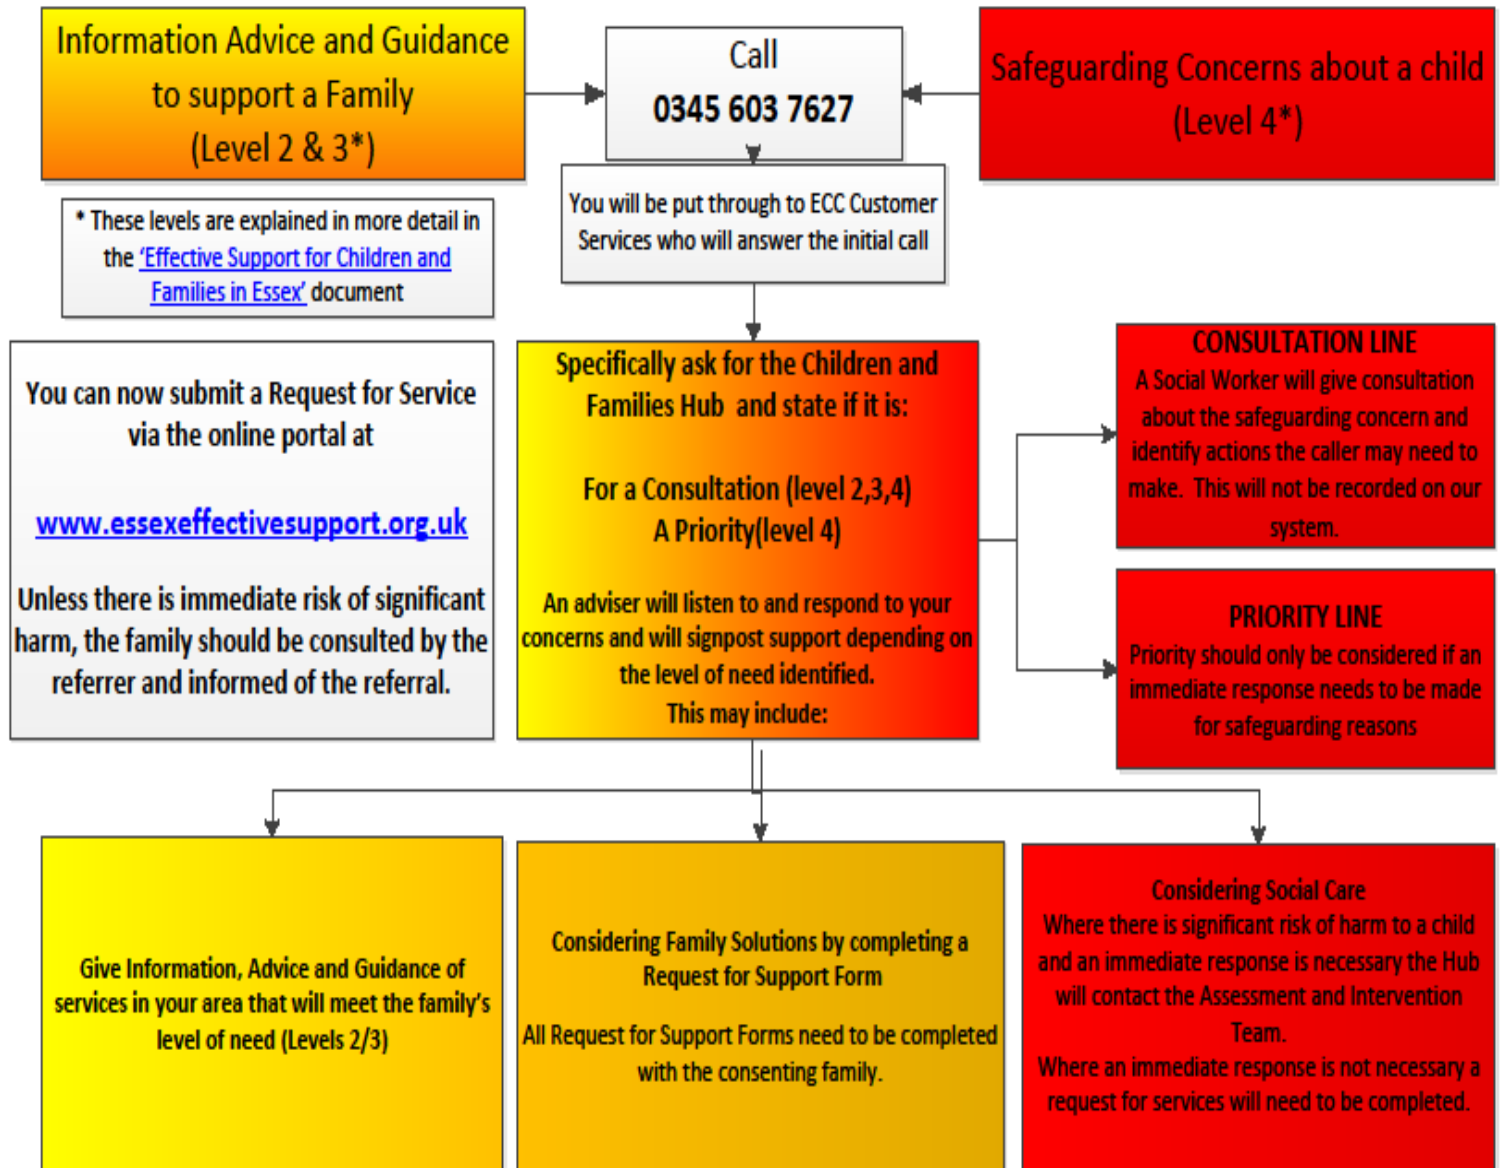 Information Advice and Guidance
to support a Family
(Level 2 & 3*)
Call
0345 603 7627
Safeguarding Concerns about a child
(Level 4*)
* These levels are explained in more detail in
the ‘Effective Support for Children and
Families in Essex’ document
You will be put through to ECC Customer
Services who will answer the initial call
You can now submit a Request for Service
via the online portal at
www.essexeffectivesupport.org.uk
Unless there is immediate risk of significant
harm, the family should be consulted by the
referrer and informed of the referral.
Specifically ask for the Children and
Families Hub and state if it is:
For a Consultation (level 2,3,4)
A Priority(level 4)
An adviser will listen to and respond to your
concerns and will signpost support depending on
the level of need identified.
This may include:
CONSULTATION LINE
A Social Worker will give consultation
about the safeguarding concern and
identify actions the caller may need to
make. This will not be recorded on our
system.
PRIORITY LINE
Priority should only be considered if an
immediate response needs to be made
for safeguarding reasons
Give Information, Advice and Guidance of
services in your area that will meet the family’s
level of need (Levels 2/3)
Considering Family Solutions by completing a
Request for Support Form
All Request for Support Forms need to be completed
with the consenting family.
Considering Social Care
Where there is significant risk of harm to a child
and an immediate response is necessary the Hub
will contact the Assessment and Intervention
Team.
Where an immediate response is not necessary a
request for services will need to be completed.